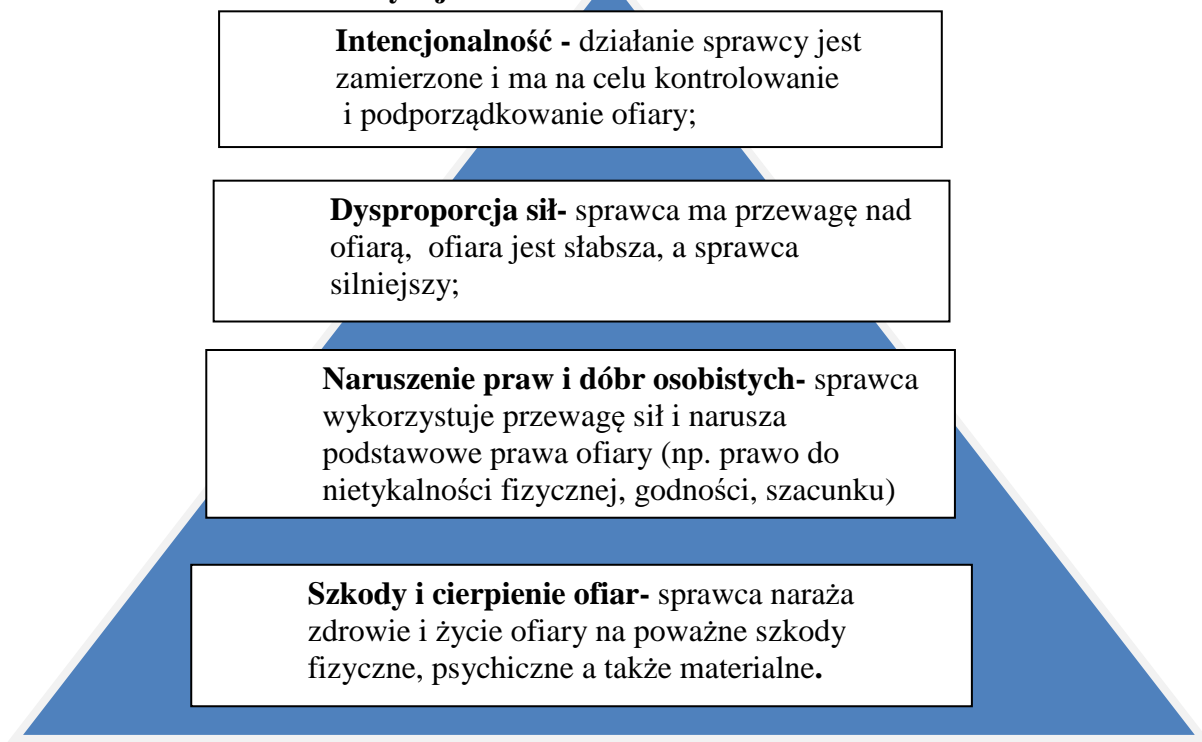 Intencjonalność - działanie sprawcy jest
zamierzone i ma na celu kontrolowanie
i podporządkowanie ofiary;
Dysproporcja sił- sprawca ma przewagę nad
ofiarą, ofiara jest słabsza, a sprawca
silniejszy;
Naruszenie praw i dóbr osobistych- sprawca
wykorzystuje przewagę sił i narusza
podstawowe prawa ofiary (np. prawo do
nietykalności fizycznej, godności, szacunku)
Szkody i cierpienie ofiar- sprawca naraża
zdrowie i życie ofiary na poważne szkody
fizyczne, psychiczne a także materialne.